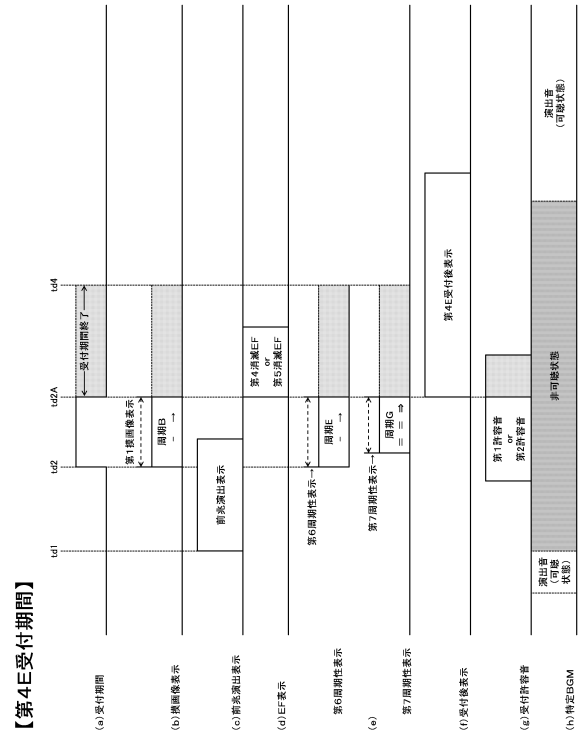 【第4E受付期間】
td1
td2
td2A
td4
(a)受付期間
受付期間終了
(b)摸画像表示
第1摸画像表示
周期B
－ →
(c)前兆演出表示
前兆演出表示
(d)EF表示
第4消滅EF
or
第5消滅EF
第6周期性表示
第6周期性表示→
周期E
－ →
(e)
第7周期性表示
第7周期性表示→
周期G
＝ ＝ ⇒
(f)受付後表示
第4E受付後表示
(g)受付許容音
第1許容音
or
第2許容音
(h)特定BGM
演出音
(可聴
状態)
非可聴状態
演出音
(可聴状態)